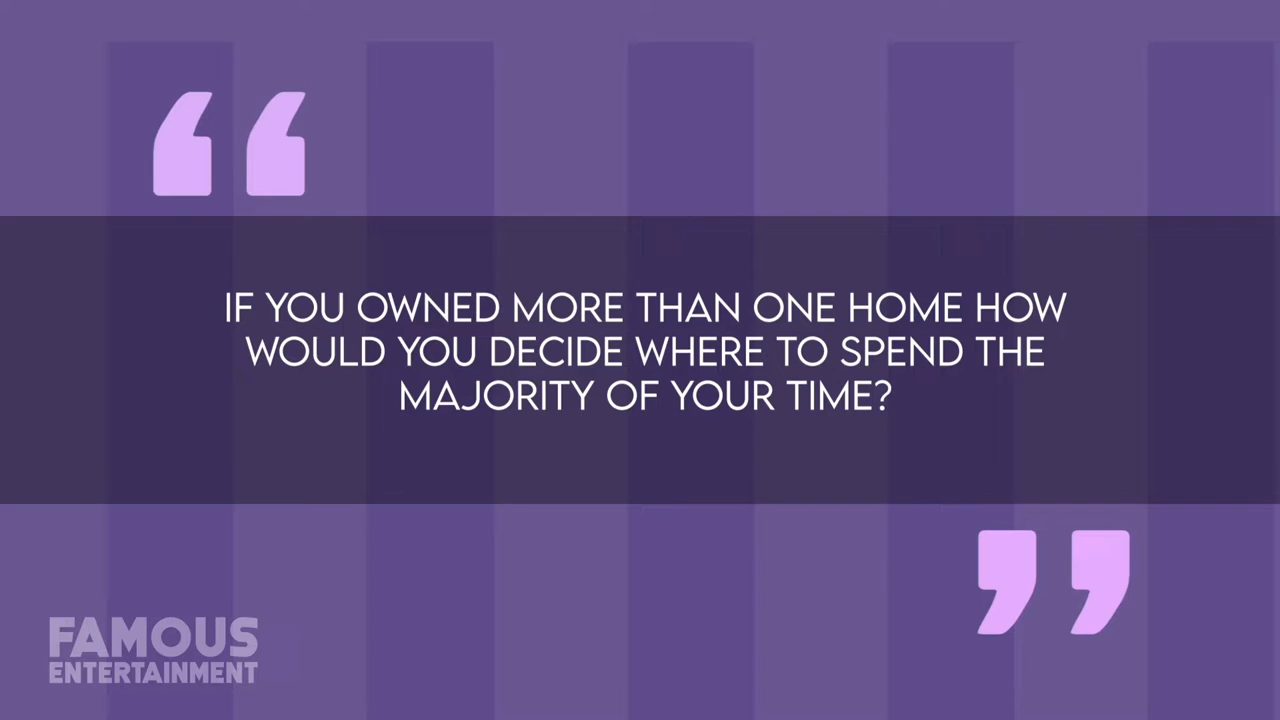 “
IF YOU OWNED MORE THAN ONE HOME HOW
WOULD YOU DECIDE WHERE TO SPEND THE
MAJORITY OF YOUR TIME?
”
FAMOUS
ENTERTAINMENT